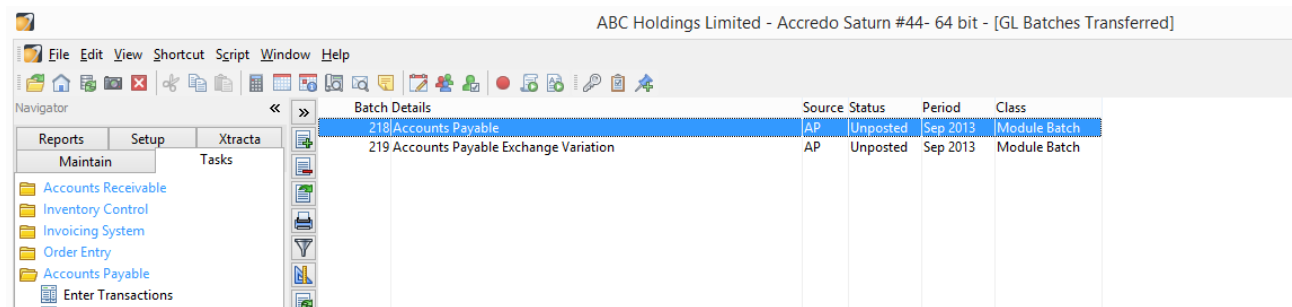 ABC Holdings Limited - Accredo Saturn #44- 64 bit - [GL Batches Transferred]
File Edit View Shortcut Script Window Help
Navigator
Reports Setup Xtracta
Maintain Tasks
Accounts Receivable
Inventory Control
Invoicing System
Order Entry
Accounts Payable
Enter Transactions
Batch Details Source Status Period Class
218 Accounts Payable AP Unposted Sep 2013 Module Batch
219 Accounts Payable Exchange Variation AP Unposted Sep 2013 Module Batch